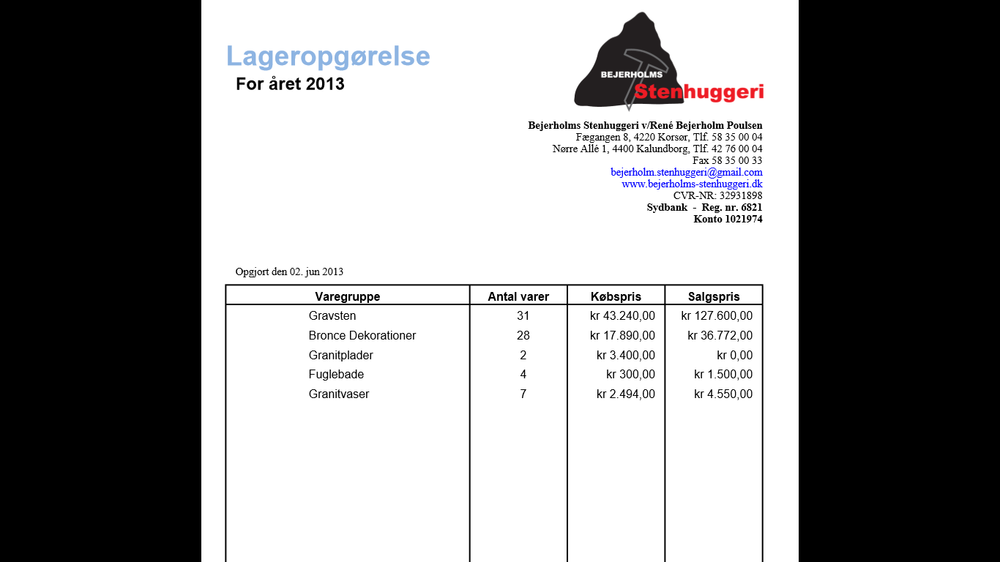 Lageropgørelse
For året 2013
BEJERHOLMS
Stenhuggeri
Bejerholms Stenhuggeri v/René Bejerholm Poulsen
Fægangen 8, 4220 Korsør, Tlf. 58 35 00 04
Nørre Allé 1, 4400 Kalundborg, Tlf. 42 76 00 04
Fax 58 35 00 33
bejerholm.stenhuggeri@gmail.com
www.bejerholms-stenhuggeri.dk
CVR-NR: 32931898
Sydbank - Reg. nr. 6821
Konto 1021974
Opgjort den 02. jun 2013
Varegruppe Antal varer Købspris Salgspris
Gravsten 31 kr 43.240,00 kr 127.600,00
Bronce Dekorationer 28 kr 17.890,00 kr 36.772,00
Granitplader 2 kr 3.400,00 kr 0,00
Fuglebade 4 kr 300,00 kr 1.500,00
Granitvaser 7 kr 2.494,00 kr 4.550,00